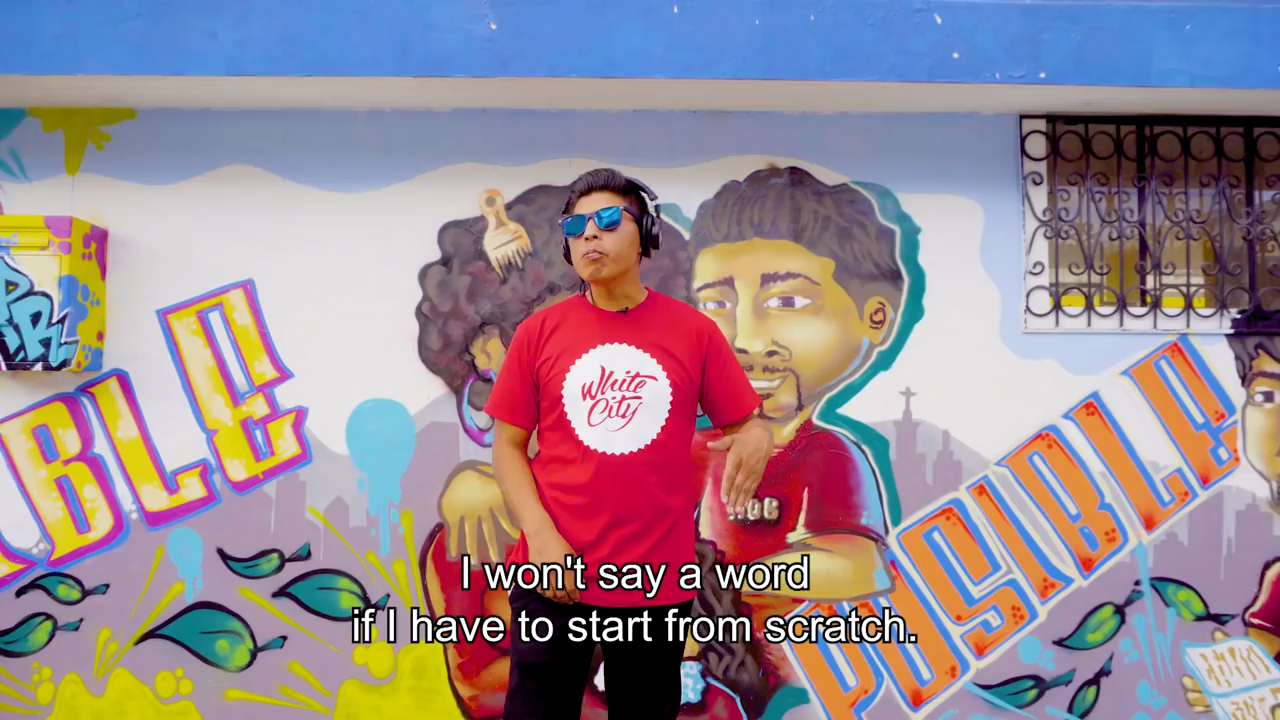 BLE
POSIBLE
White
City
I won't say a word
if I have to start from scratch.